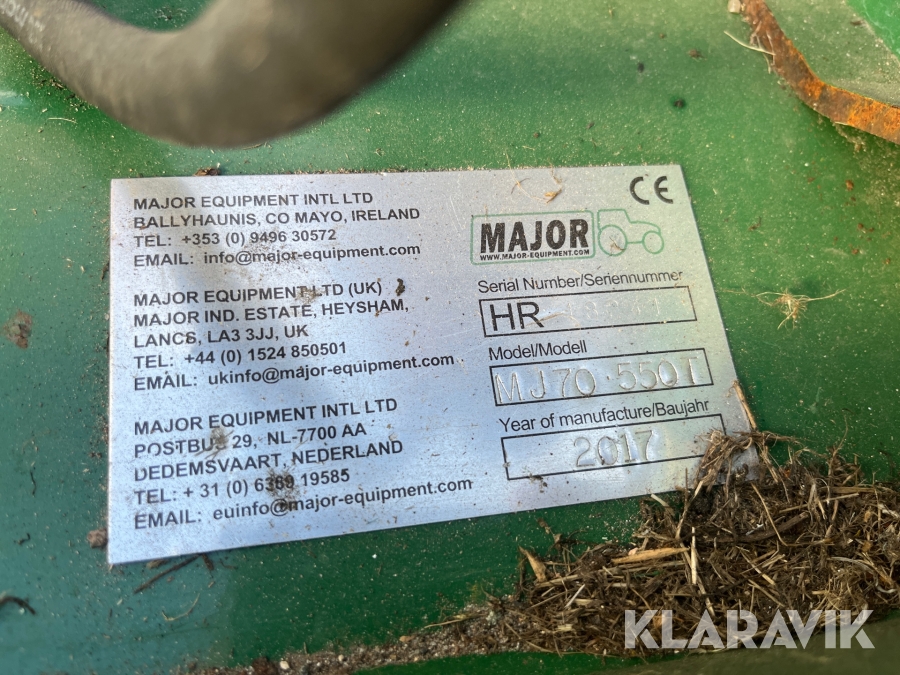 MAJOR EQUIPMENT INTL LTD
BALLYHAUNIS, CO MAYO, IRELAND
TEL: +353 (0) 9496 30572
EMAIL: info@major-equipment.com
MAJOR EQUIPMENT LTD (UK)
MAJOR IND. ESTATE, HEYSHAM,
LANCS, LA3 3JJ, UK
TEL: +44 (0) 1524 850501
EMAIL: ukinfo@major-equipment.com
MAJOR EQUIPMENT INTL LTD
POSTBUS 29, NL-7700 AA
DEDEMSVAART, NEDERLAND
TEL: + 31 (0) 6389 19585
EMAIL: euinfo@major-equipment.com
CE
MAJOR
WWW.MAJOR-EQUIPMENT.COM
Serial Number/Seriennummer
HR
Model/Modell
MJ70-550T
Year of manufacture/Baujahr
2017
KLARAVIK